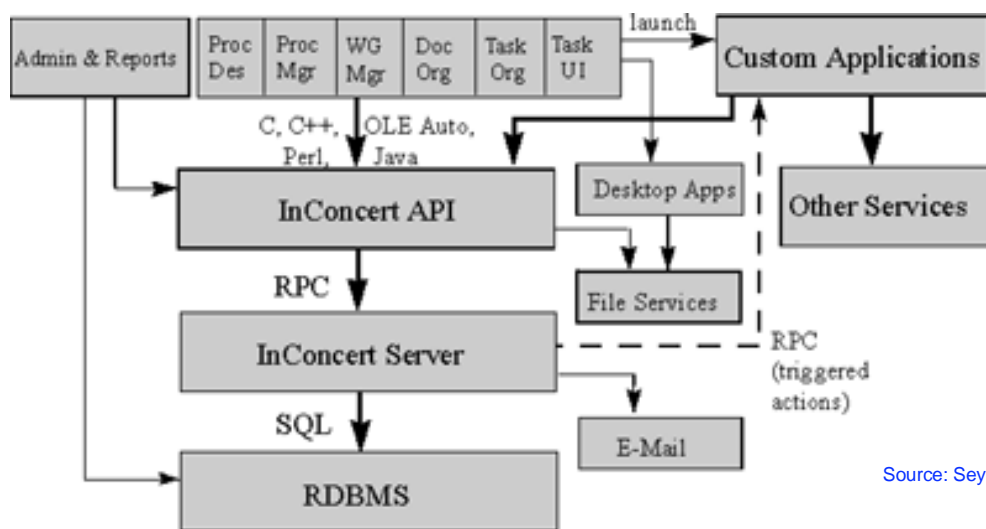 Admin & Reports
Proc Des
Proc Mgr
WG Mgr
Doc Org
Task Org
Task UI
launch
Custom Applications
C, C++,
Perl,
OLE Auto,
Java
InConcert API
Desktop Apps
Other Services
RPC
File Services
InConcert Server
RPC
(triggered
actions)
SQL
E-Mail
RDBMS
Source: Sey